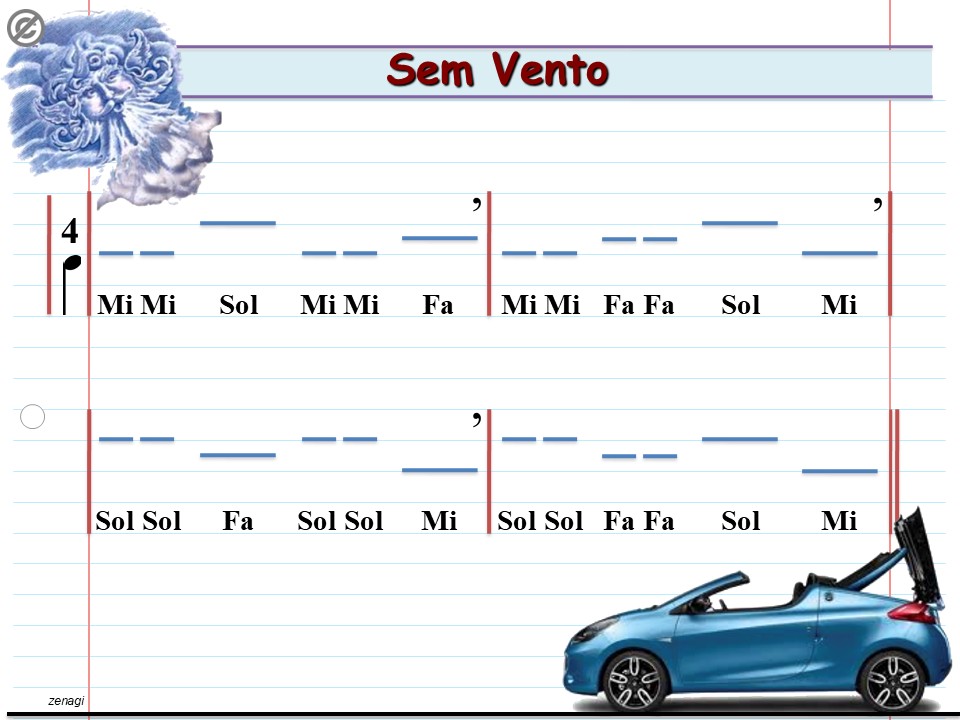 Sem Vento
4
, ,
Mi Mi Sol Mi Mi Fa Mi Mi Fa Fa Sol Mi
,
Sol Sol Fa Sol Sol Mi Sol Sol Fa Fa Sol Mi
zenagi